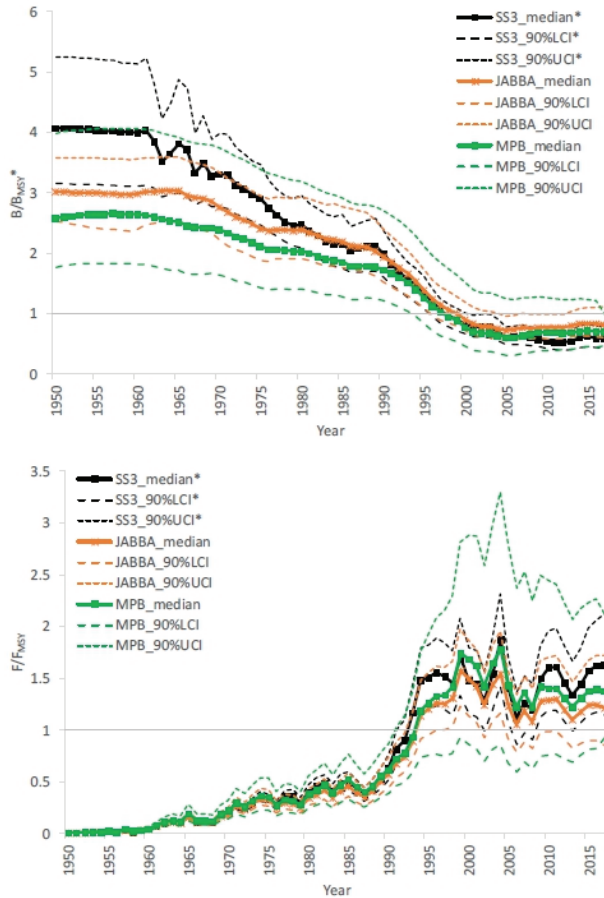 6
5
4
3
2
1
0
B/BMSY*
SS3_median*
SS3_90%LCI*
SS3_90%UCI*
JABBA_median
JABBA_90%LCI
JABBA_90%UCI
MPB_median
MPB_90%LCI
MPB_90%UCI
1950 1955 1960 1965 1970 1975 1980 1985 1990 1995 2000 2005 2010 2015
Year
3.5
3
2.5
2
1.5
1
0.5
0
F/FMSY
SS3_median*
SS3_90%LCI*
SS3_90%UCI*
JABBA_median
JABBA_90%LCI
JABBA_90%UCI
MPB_median
MPB_90%LCI
MPB_90%UCI
1950 1955 1960 1965 1970 1975 1980 1985 1990 1995 2000 2005 2010 2015
Year